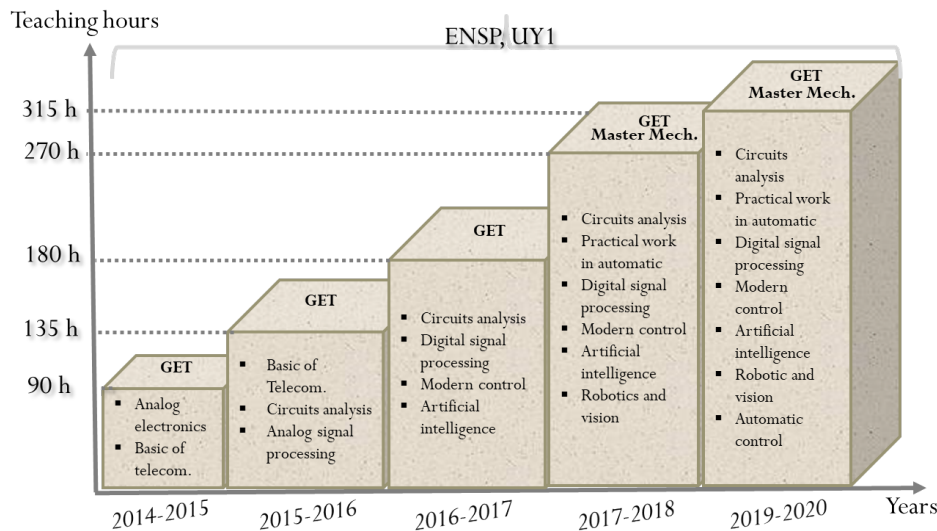 Teaching hours
ENSP, UY1
315 h
270 h
180 h
135 h
90 h
GET
▪ Analog
electronics
▪ Basic of
telecom.
GET
▪ Basic of
Telecom.
▪ Circuits analysis
▪ Analog signal
processing
GET
▪ Circuits analysis
▪ Digital signal
processing
▪ Modern control
▪ Artificial
intelligence
GET
Master Mech.
▪ Circuits analysis
▪ Practical work
in automatic
▪ Digital signal
processing
▪ Modern control
▪ Artificial
intelligence
▪ Robotics and
vision
GET
Master Mech.
▪ Circuits
analysis
▪ Practical work
in automatic
▪ Digital signal
processing
▪ Modern
control
▪ Artificial
intelligence
▪ Robotic and
vision
▪ Automatic
control
2014-2015
2015-2016
2016-2017
2017-2018
2019-2020
Years